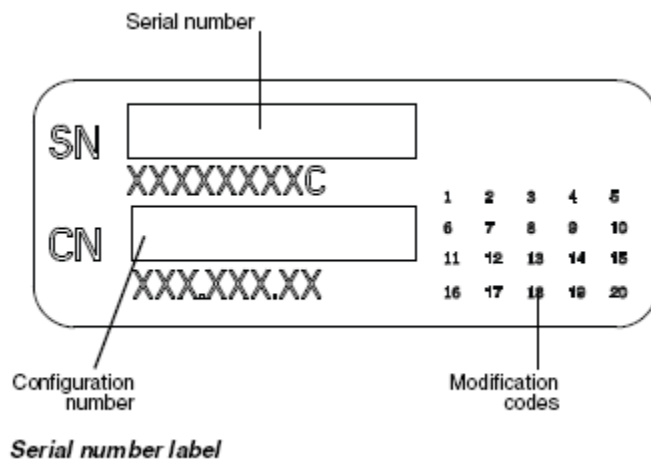 Serial number
SN
XXXXXXXXC
CN
XXX.XXX.XX
1 2 3 4 5
6 7 8 9 10
11 12 13 14 15
16 17 18 19 20
Configuration
number
Modification
codes
Serial number label